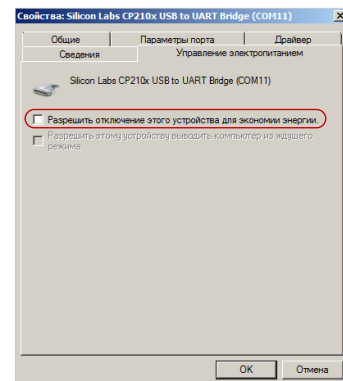 Свойства: Silicon Labs CP210x USB to UART Bridge (COM11)
Общие Параметры порта Драйвер
Сведения Управление электропитанием
Silicon Labs CP210x USB to UART Bridge (COM11)
Разрешить отключение этого устройства для экономии энергии.
Разрешить этому устройству выводить компьютер из ждущего
режима.
OK Отмена